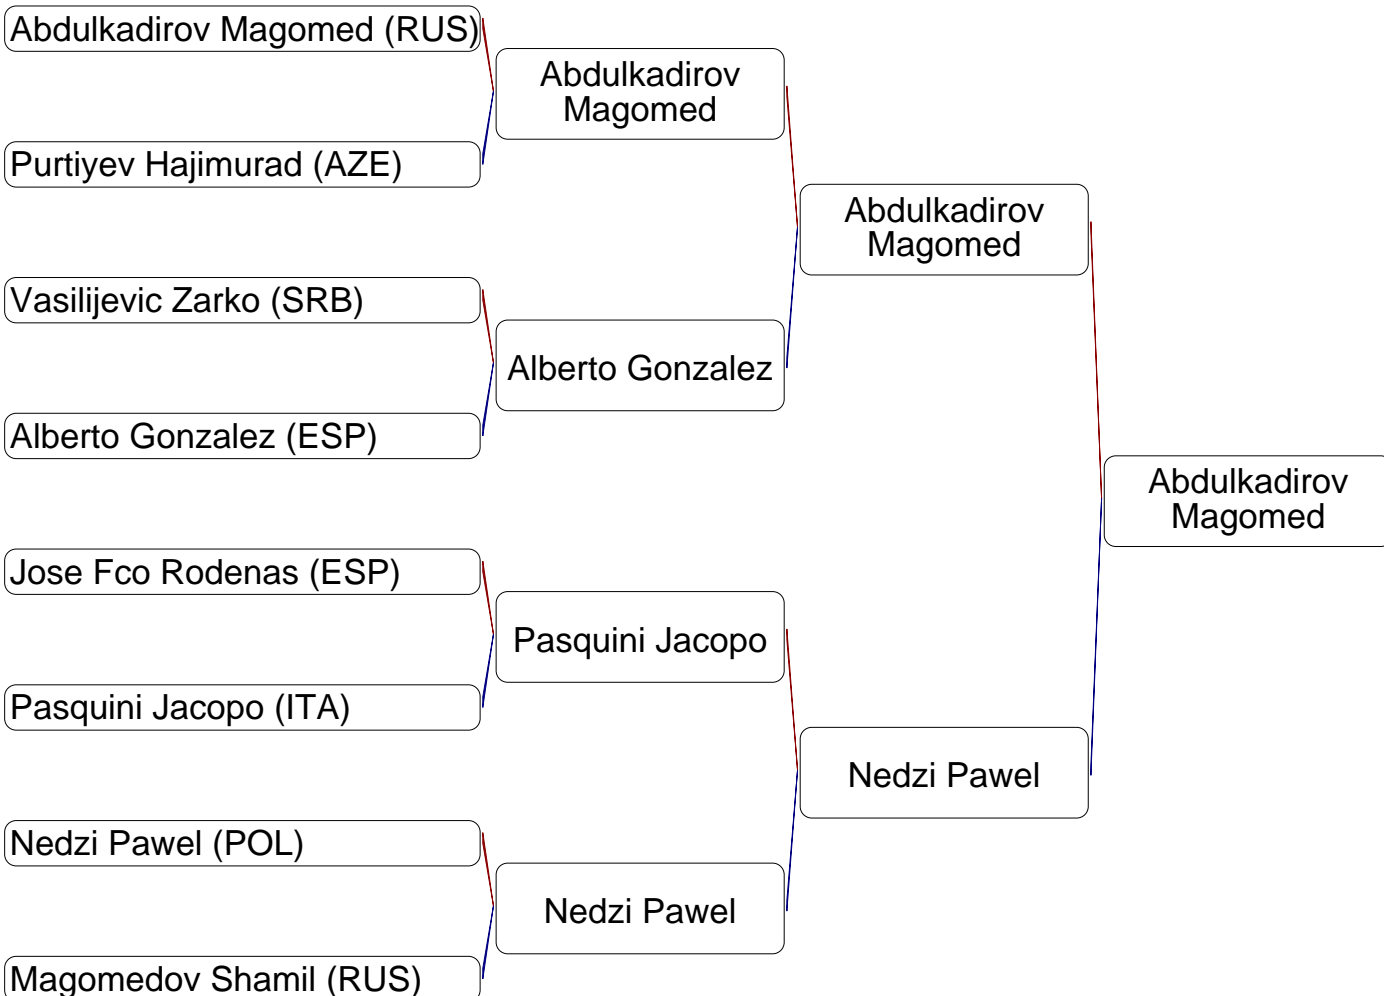 Abdulkadirov Magomed (RUS)
Purtiyev Hajimurad (AZE)
Vasilijevic Zarko (SRB)
Alberto Gonzalez (ESP)
Jose Fco Rodenas (ESP)
Pasquini Jacopo (ITA)
Nedzi Pawel (POL)
Magomedov Shamil (RUS)
Abdulkadirov
Magomed
Alberto Gonzalez
Pasquini Jacopo
Nedzi Pawel
Abdulkadirov
Magomed
Nedzi Pawel
Abdulkadirov
Magomed